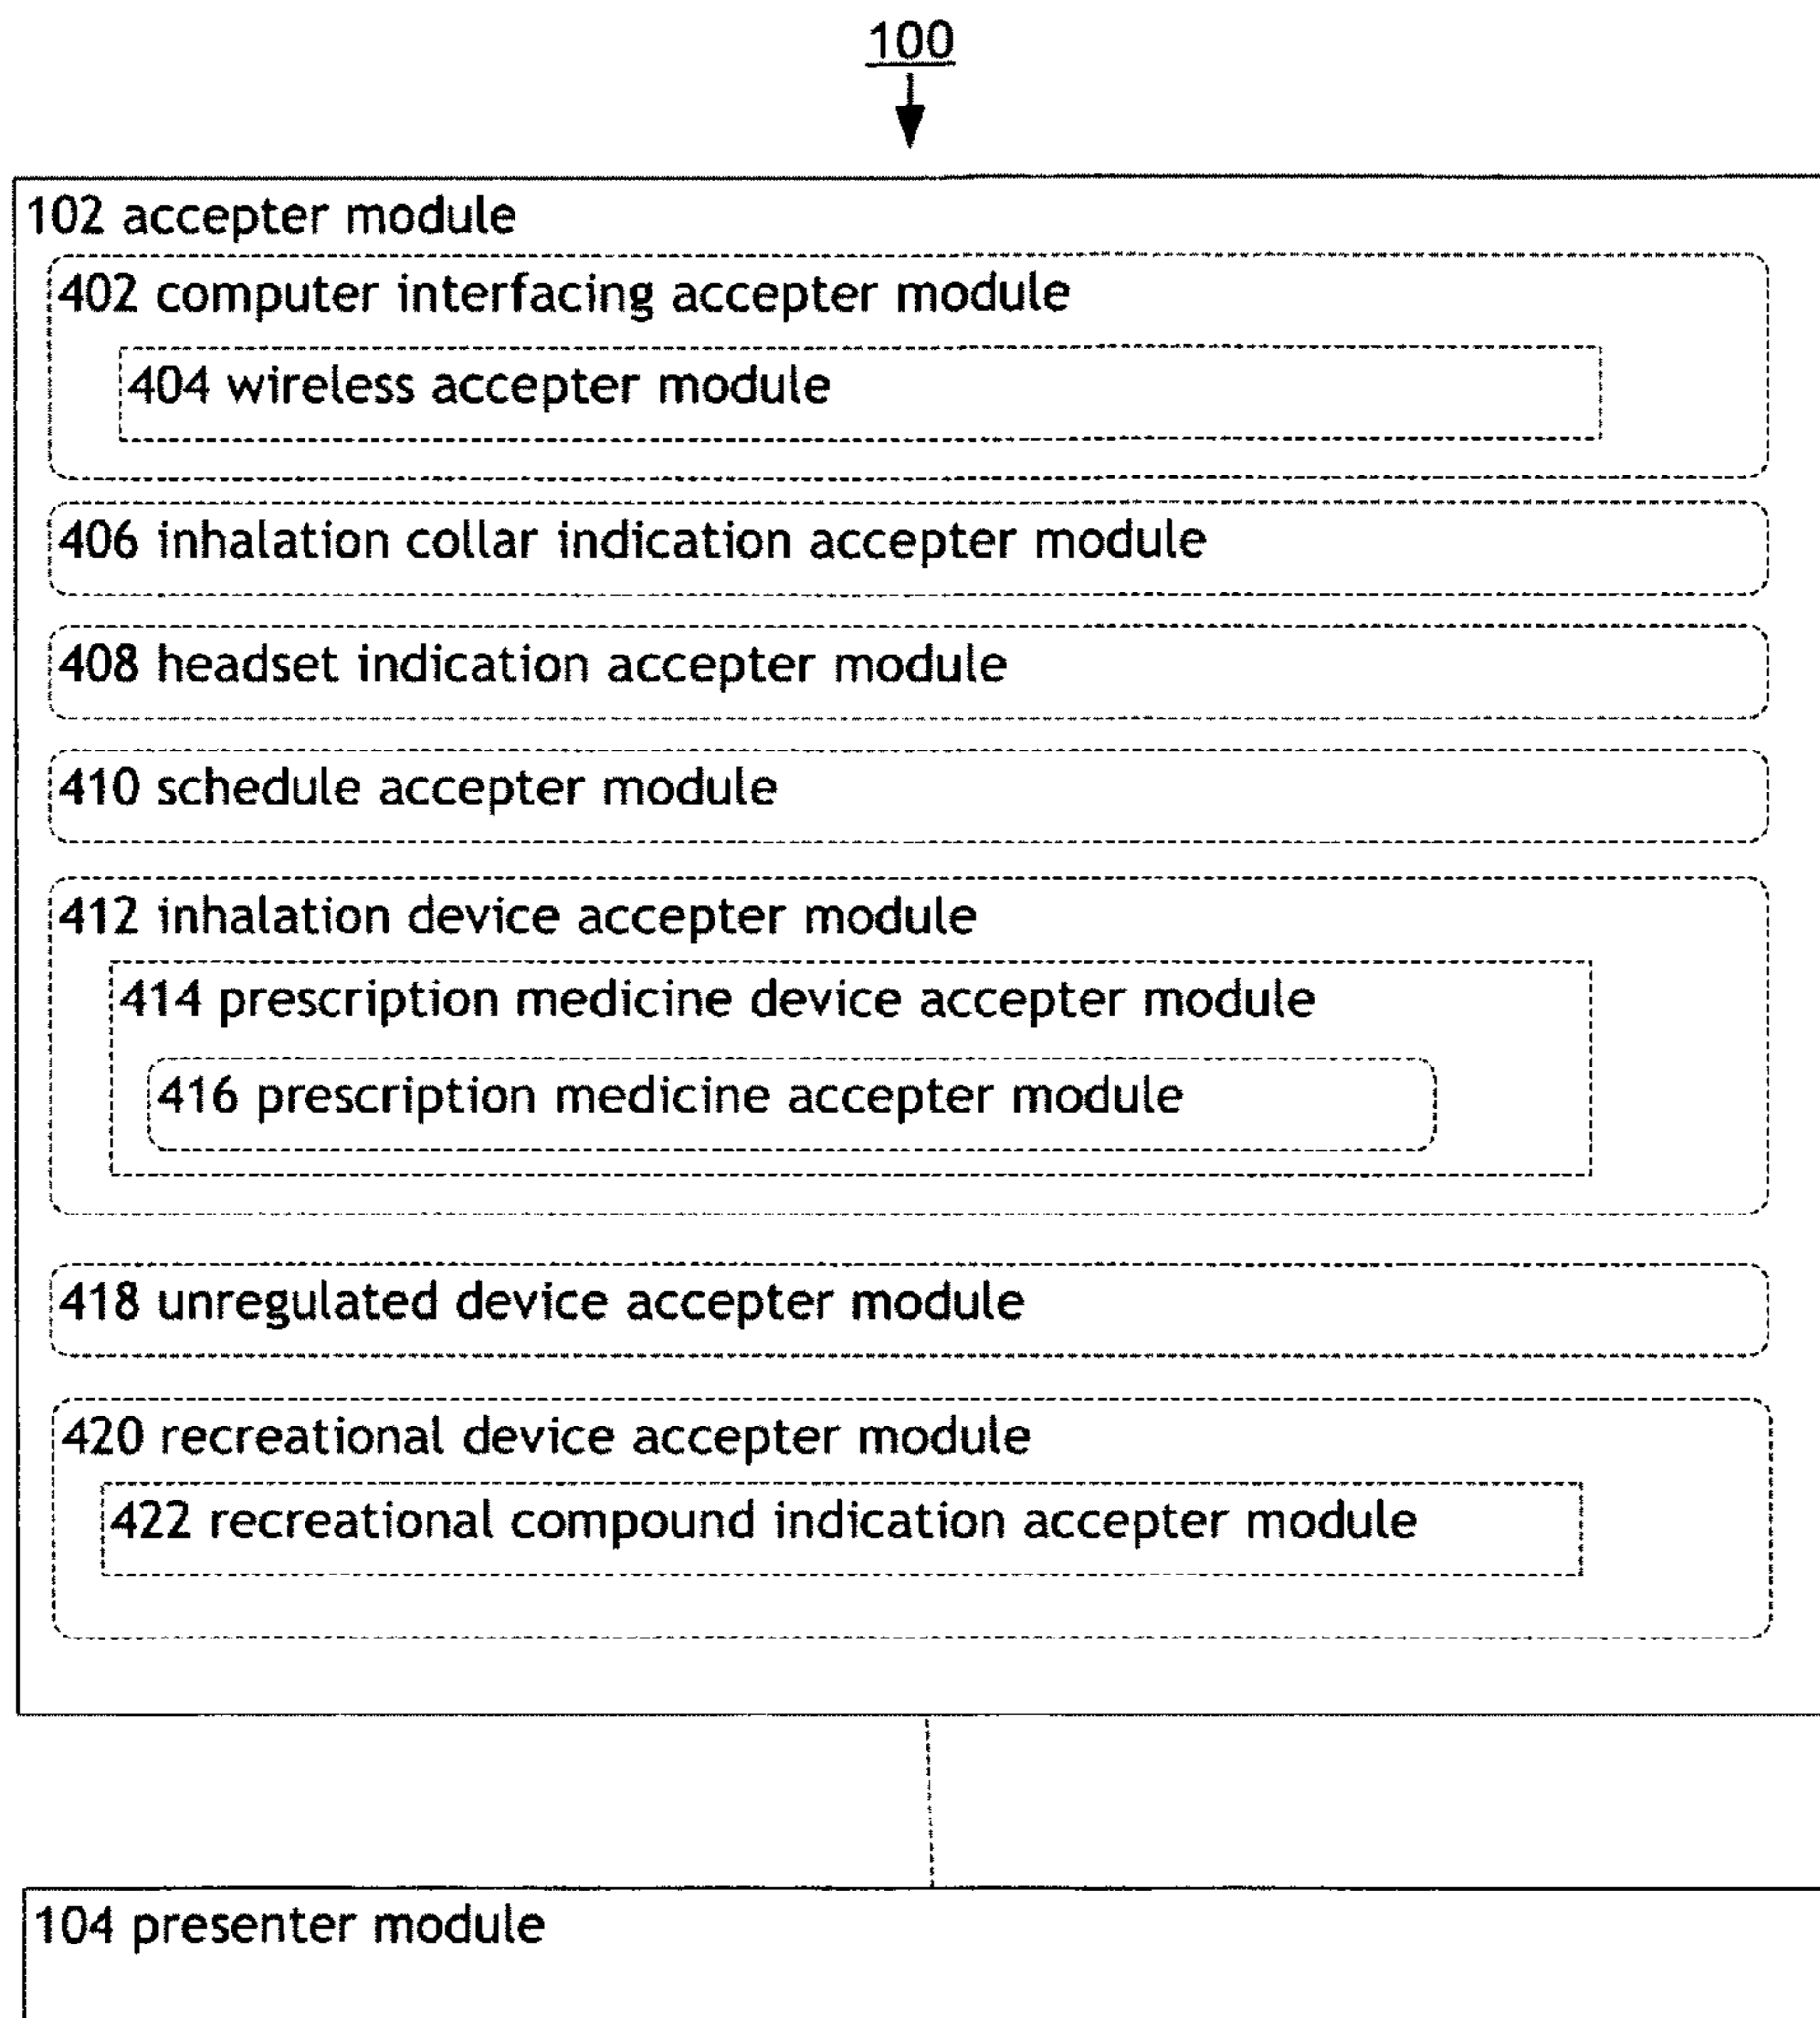 100
102 accepter module
402 computer interfacing accepter module
404 wireless accepter module
406 inhalation collar indication accepter module
408 headset indication accepter module
410 schedule accepter module
412 inhalation device accepter module
414 prescription medicine device accepter module
416 prescription medicine accepter module
418 unregulated device accepter module
420 recreational device accepter module
422 recreational compound indication accepter module
104 presenter module